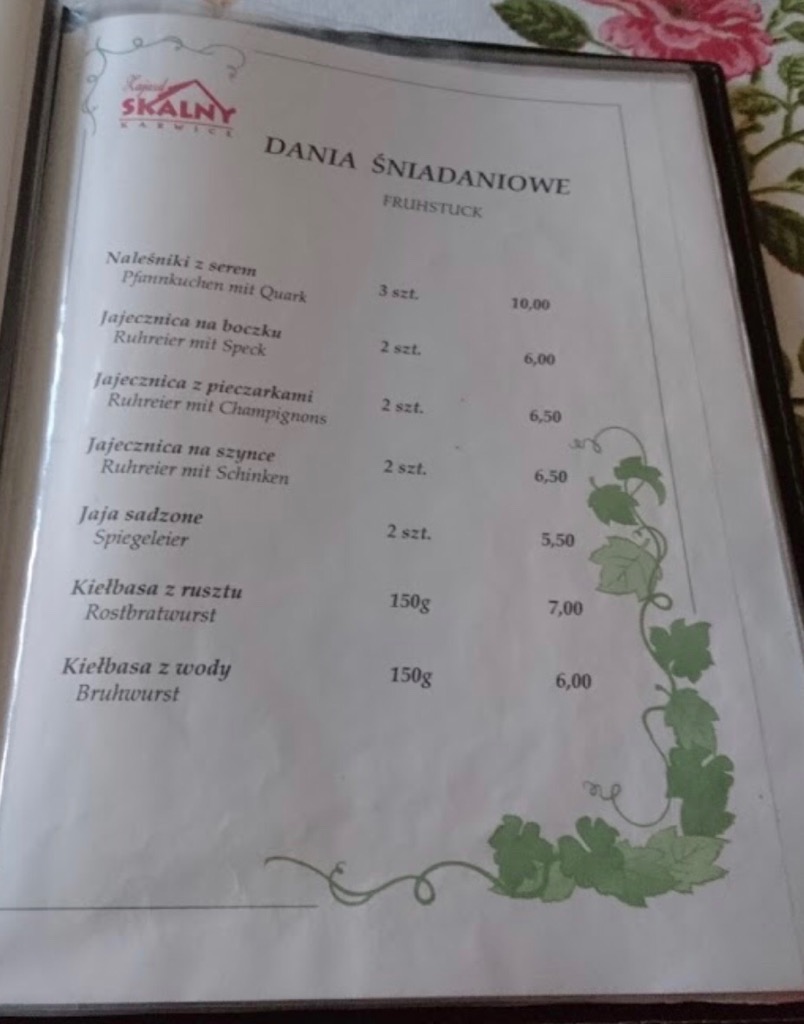 Zajazd
SKALNY
KARWICE
DANIA ŚNIADANIOWE
FRUHSTUCK
Naleśniki z serem 3 szt. 10,00
Pfannkuchen mit Quark
Jajecznica na boczku 2 szt. 6,00
Ruhreier mit Speck
Jajecznica z pieczarkami 2 szt. 6,50
Ruhreier mit Champignons
Jajecznica na szynce 2 szt. 6,50
Ruhreier mit Schinken
Jaja sadzone 2 szt. 5,50
Spiegeleier
Kiełbasa z rusztu 150g 7,00
Rostbratwurst
Kiełbasa z wody 150g 6,00
Bruhwurst